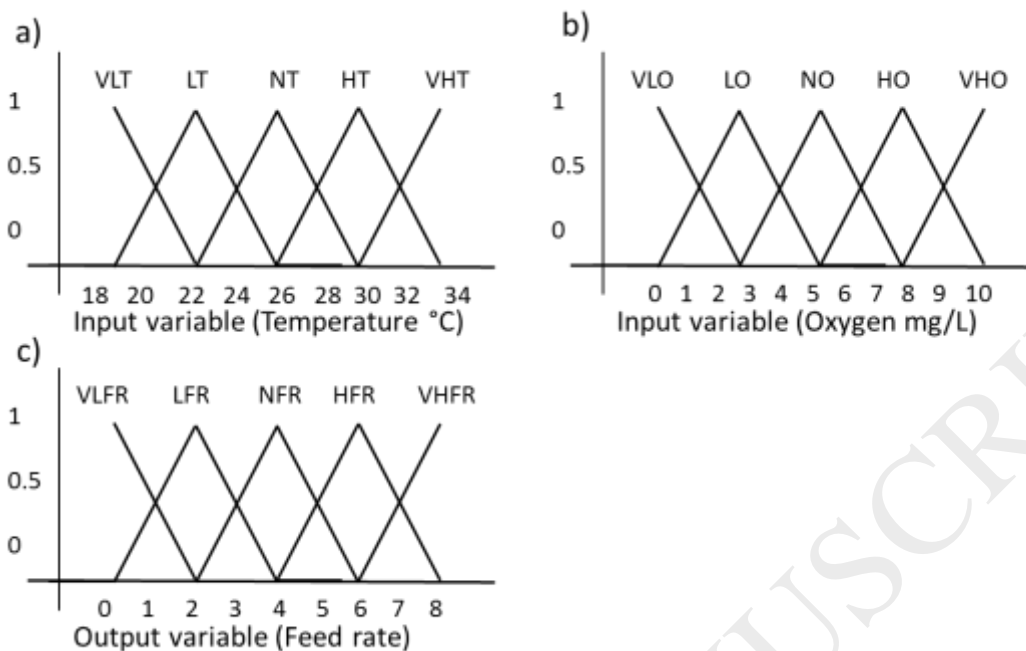 a)
VLT LT NT HT VHT
1
0.5
0
18 20 22 24 26 28 30 32 34
Input variable (Temperature °C)
b)
VLO LO NO HO VHO
1
0.5
0
0 1 2 3 4 5 6 7 8 9 10
Input variable (Oxygen mg/L)
c)
VLFR LFR NFR HFR VHFR
1
0.5
0
0 1 2 3 4 5 6 7 8
Output variable (Feed rate)